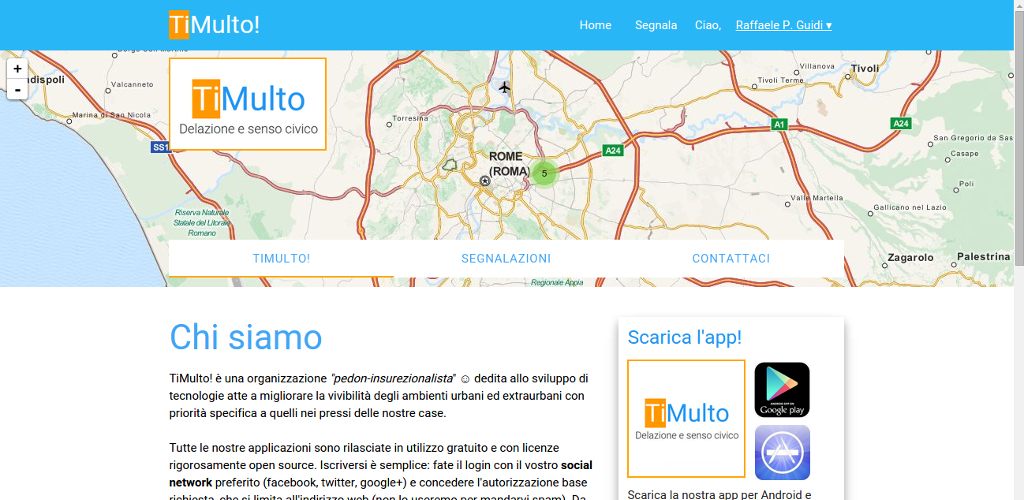 TiMulto!
Home Segnala Ciao, Raffaele P. Guidi ▾
+
-
Valcanneto
Marina di San Nicola
SS1
TiMulto
Delazione e senso civico
Torresina
ROME
(ROMA)
5
A24
A1
A24
Villanova
Tivoli
Tivoli Terme
San Gregorio da Sas
Casape
Poli
Valle Martella
Gallicano nel Lazio
Zagarolo
Palestrina
Riserva Naturale
Statale del Litorale
Romano
Regionale Appia
TIMULTO! SEGNALAZIONI CONTATTACI
Chi siamo
TiMulto! è una organizzazione "pedon-insurezionalista" ☺ dedita allo sviluppo di
tecnologie atte a migliorare la vivibilità degli ambienti urbani ed extraurbani con
priorità specifica a quelli nei pressi delle nostre case.
Tutte le nostre applicazioni sono rilasciate in utilizzo gratuito e con licenze
rigorosamente open source. Iscriversi è semplice: fate il login con il vostro social
network preferito (facebook, twitter, google+) e concedere l'autorizzazione base
richiesta, che si limita all'indirizzo web (non lo useremo per mandarvi spam). Da
Scarica l'app!
TiMulto
Delazione e senso civico
ANDROID APP ON
Google play
Scarica la nostra app per Android e